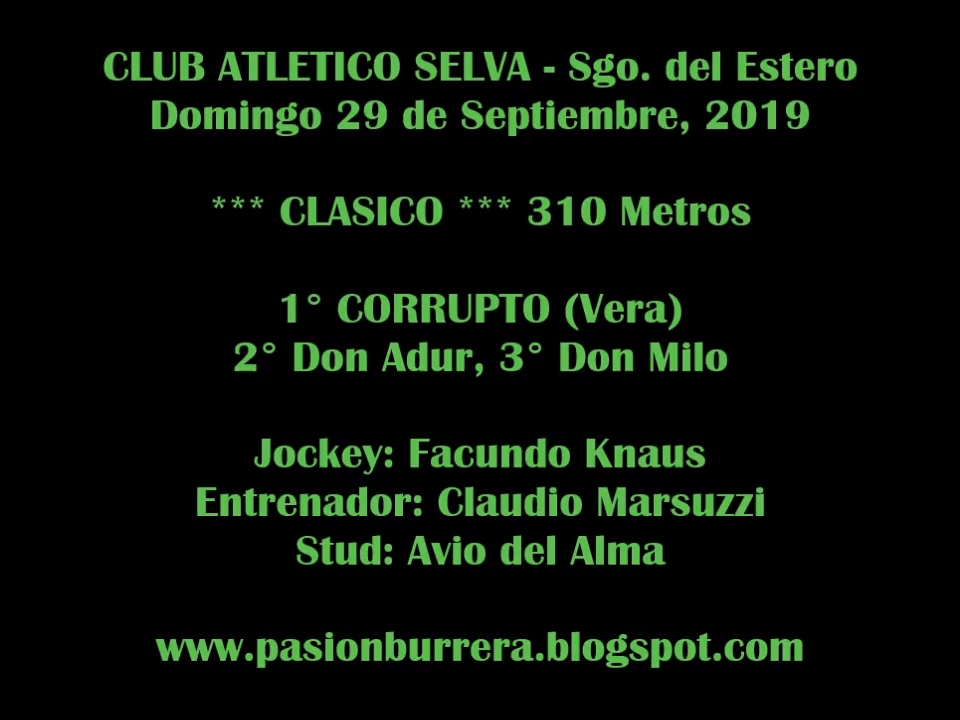 CLUB ATLETICO SELVA - Sgo. del Estero
Domingo 29 de Septiembre, 2019
*** CLASICO *** 310 Metros
1° CORRUPTO (Vera)
2° Don Adur, 3° Don Milo
Jockey: Facundo Knaus
Entrenador: Claudio Marsuzzi
Stud: Avio del Alma
www.pasionburrera.blogspot.com